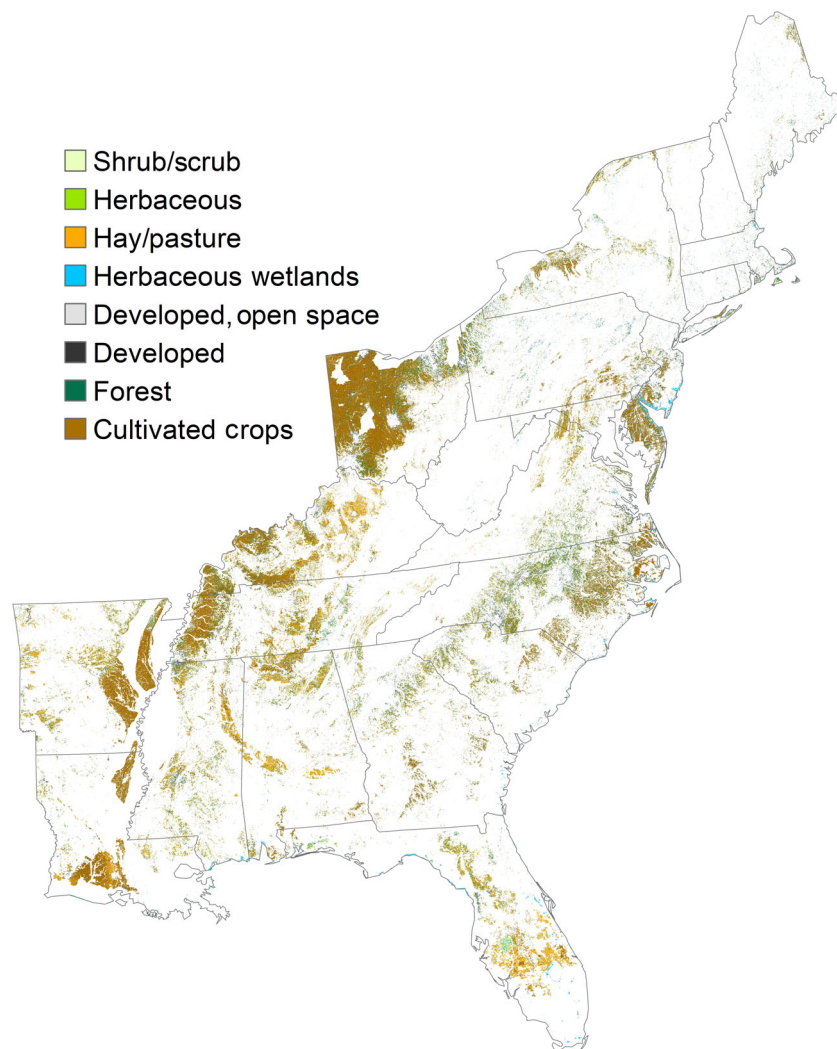 Shrub/scrub
Herbaceous
Hay/pasture
Herbaceous wetlands
Developed, open space
Developed
Forest
Cultivated crops